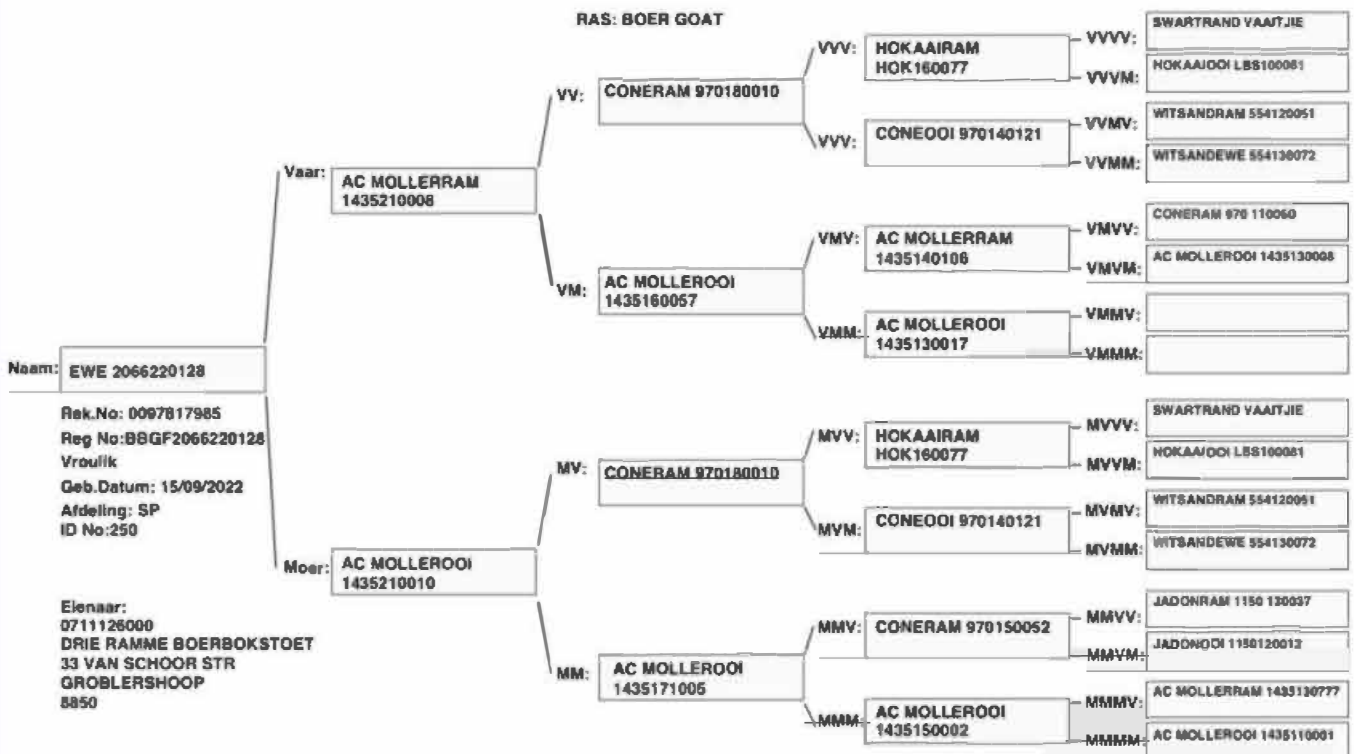 RAS: BOER GOAT
Naam: EWE 2066220128
Rek.No: 0097817985
Reg No:BBGF2066220128
Vroulik
Geb.Datum: 15/09/2022
Afdeling: SP
ID No:250
Eienaar:
0711126000
DRIE RAMME BOERBOKSTOET
33 VAN SCHOOR STR
GROBLERSHOOP
8850
Vaar: AC MOLLERRAM
1435210008
Moer: AC MOLLEROOI
1435210010
VV: CONERAM 970180010
VM: AC MOLLEROOI
1435160057
MV: CONERAM 970180010
MM: AC MOLLEROOI
1435171005
VVV: HOKAAIRAM
HOK160077
VVV: CONEOOI 970140121
VMV: AC MOLLERRAM
1435140106
VMM: AC MOLLEROOI
1435130017
MVV: HOKAAIRAM
HOK160077
MVM: CONEOOI 970140121
MMV: CONERAM 970150052
MMM: AC MOLLEROOI
1435150002
VVVV: SWARTRAND VAAITJIE
VVVM: HOKAAIOOI LBS100081
VVMV: WITSANDRAM 554120051
VVMM: WITSANDEWE 554130072
VMVV: CONERAM 970 110060
VMVM: AC MOLLEROOI 1435130008
VMMV:
VMMM:
MVVV: SWARTRAND VAAITJIE
MVVM: HOKAAIOOI LBS100081
MVMV: WITSANDRAM 554120051
MVMM: WITSANDEWE 554130072
MMVV: JADONRAM 1150 130037
MMVM: JADONOOI 1150120012
MMMV: AC MOLLERRAM 1435130777
MMMM: AC MOLLEROOI 1435110001